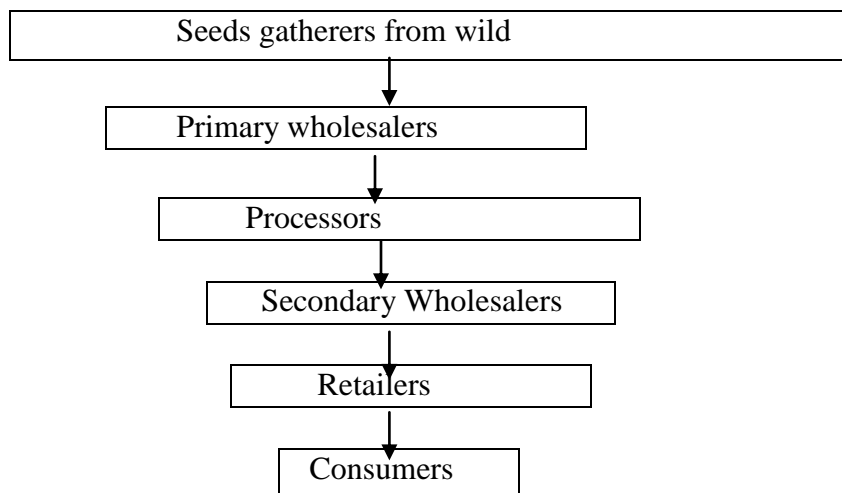 Seeds gatherers from wild
Primary wholesalers
Processors
Secondary Wholesalers
Retailers
Consumers